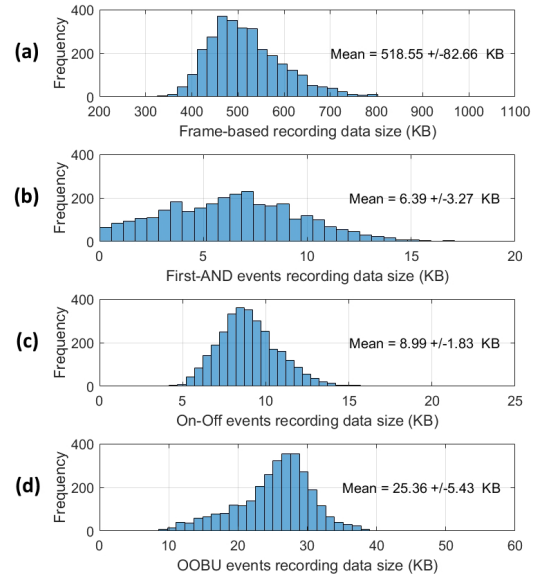 (a)
Frequency
400
200
0
Mean = 518.55 +/-82.66 KB
200 300 400 500 600 700 800 900 1000 1100
Frame-based recording data size (KB)
(b)
Frequency
400
200
0
Mean = 6.39 +/-3.27 KB
0 5 10 15 20
First-AND events recording data size (KB)
(c)
Frequency
400
200
0
Mean = 8.99 +/-1.83 KB
0 5 10 15 20 25
On-Off events recording data size (KB)
(d)
Frequency
400
200
0
Mean = 25.36 +/-5.43 KB
0 10 20 30 40 50 60
OOBU events recording data size (KB)